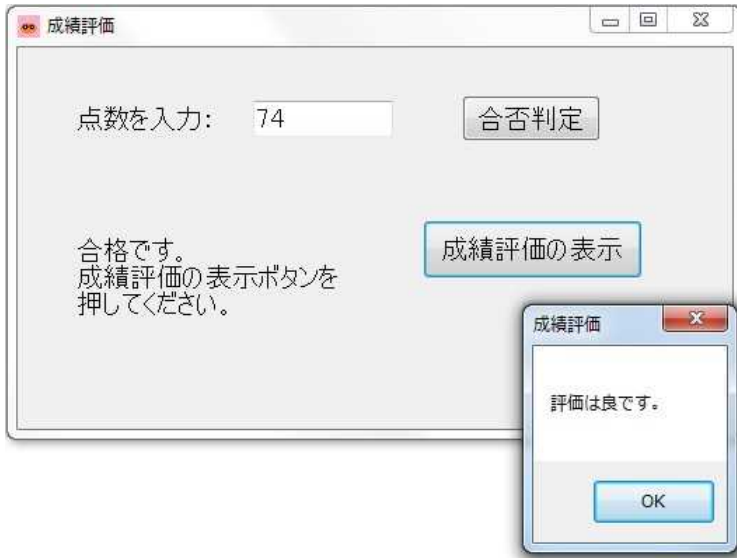 成績評価
点数を入力: 74 合否判定
合格です。
成績評価の表示ボタンを
押してください。
成績評価の表示
成績評価
評価は良です。
OK